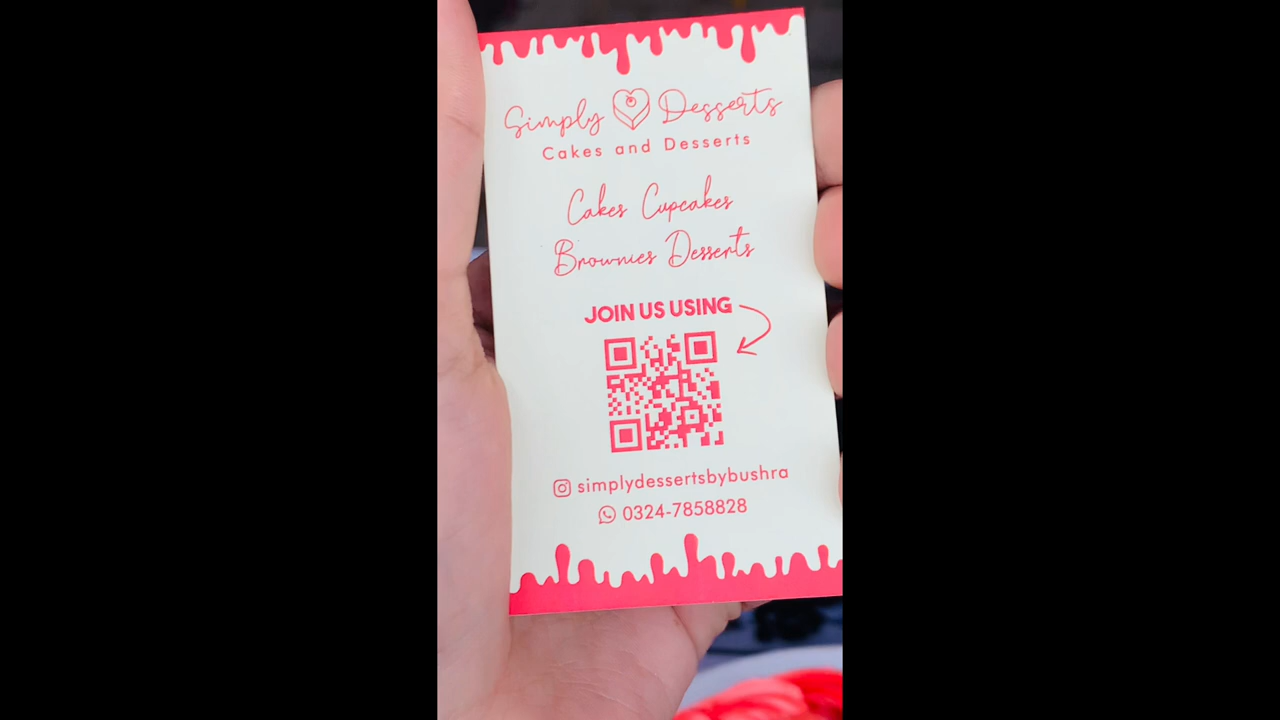 Simply Desserts
Cakes and Desserts
Cakes Cupcakes
Brownies Desserts
JOIN US USING
simplydessertsbybushra
0324-7858828